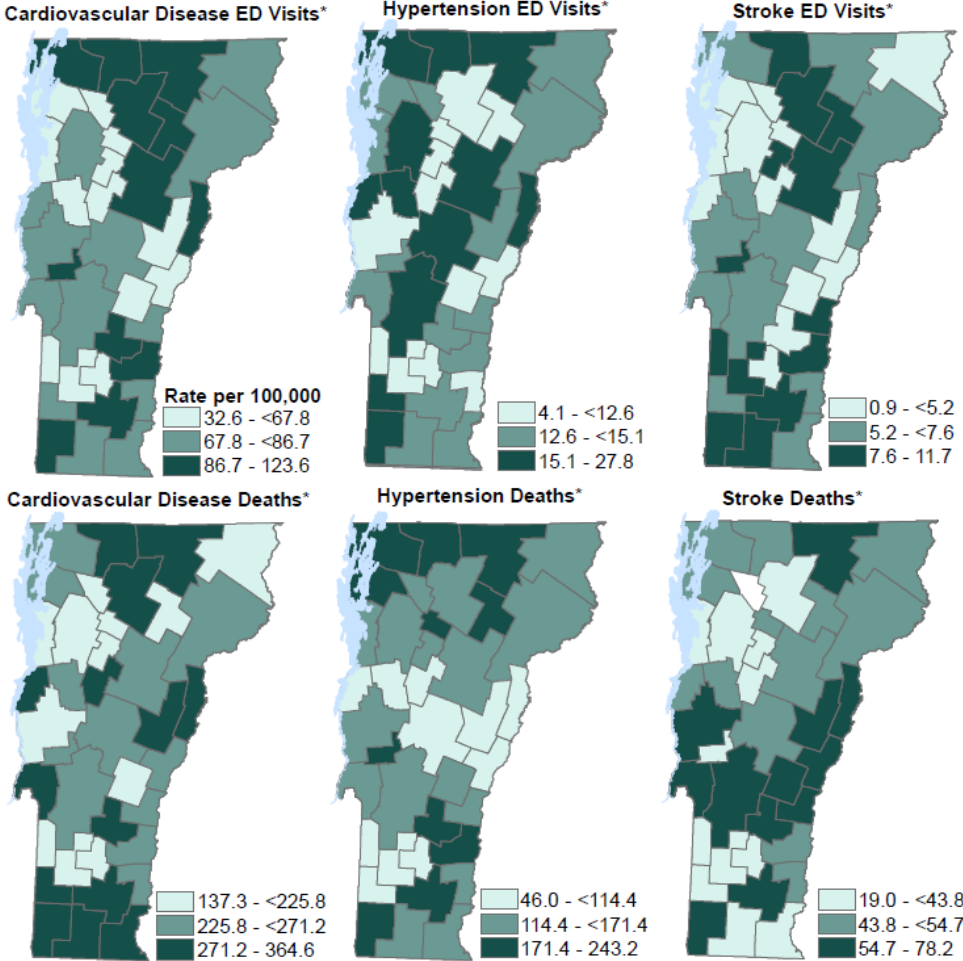 Cardiovascular Disease ED Visits*
Hypertension ED Visits*
Stroke ED Visits*
Rate per 100,000
32.6 - <67.8
67.8 - <86.7
86.7 - 123.6
4.1 - <12.6
12.6 - <15.1
15.1 - 27.8
0.9 - <5.2
5.2 - <7.6
7.6 - 11.7
Cardiovascular Disease Deaths*
Hypertension Deaths*
Stroke Deaths*
137.3 - <225.8
225.8 - <271.2
271.2 - 364.6
46.0 - <114.4
114.4 - <171.4
171.4 - 243.2
19.0 - <43.8
43.8 - <54.7
54.7 - 78.2